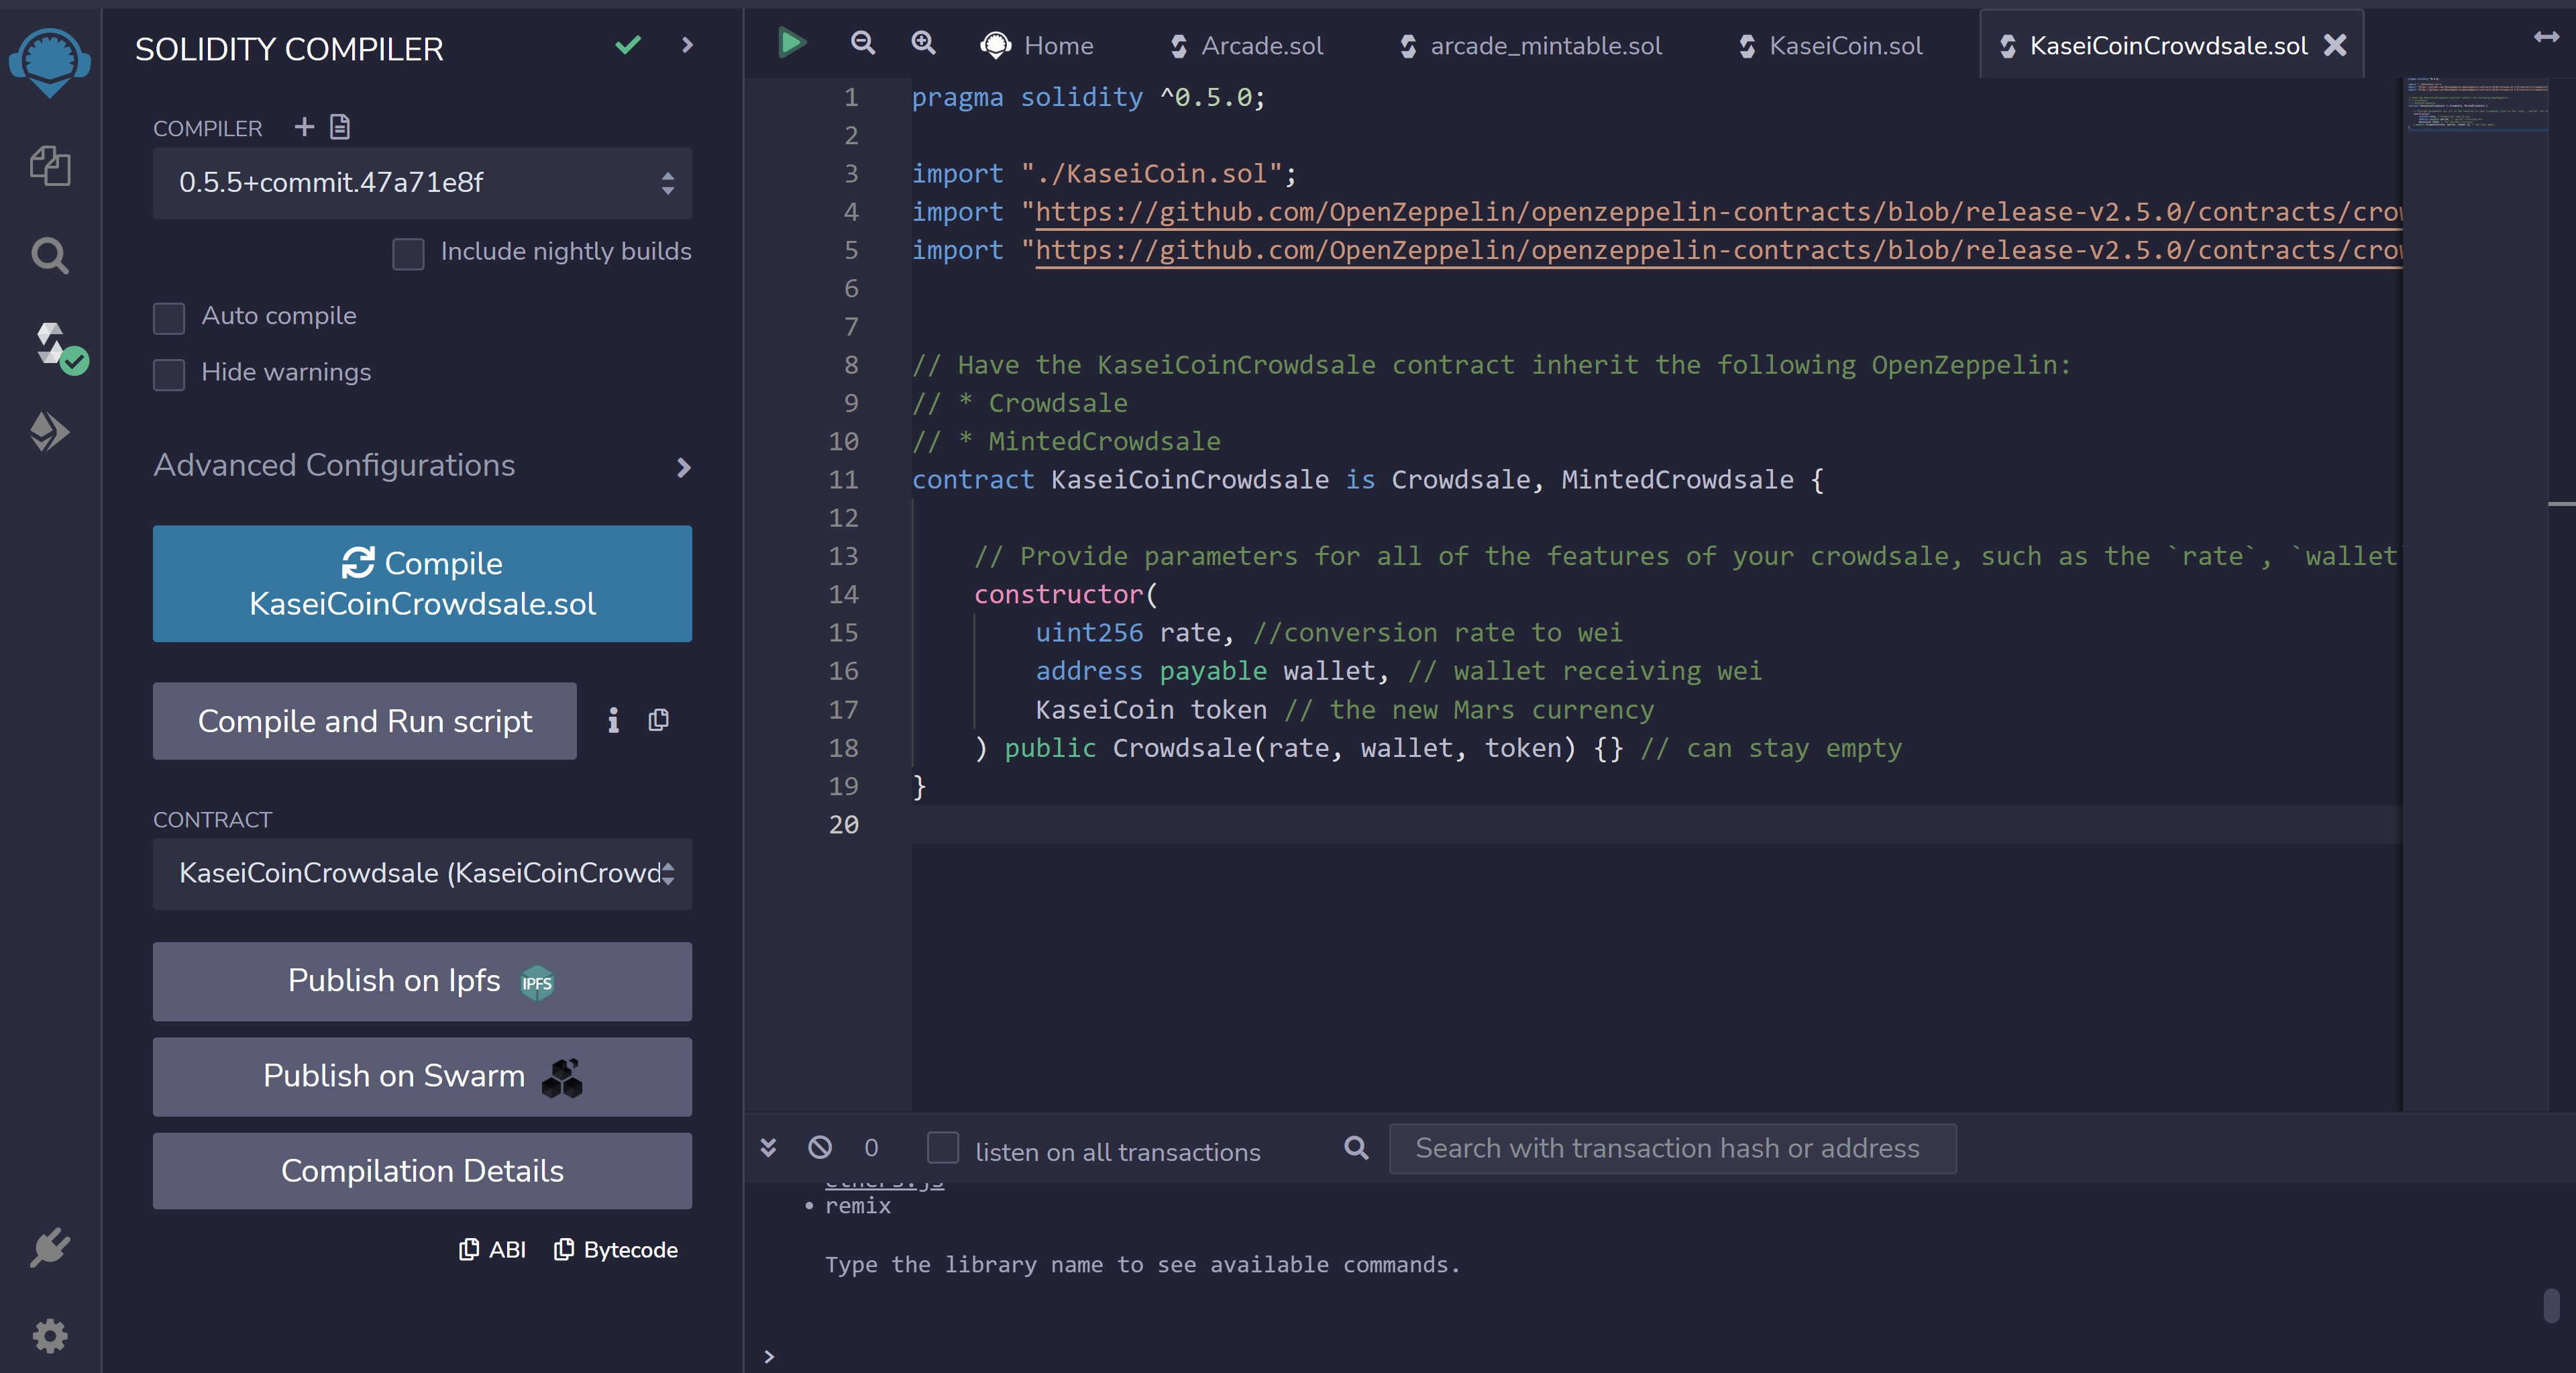 SOLIDITY COMPILER
COMPILER
0.5.5+commit.47a71e8f
Include nightly builds
Auto compile
Hide warnings
Advanced Configurations
Compile
KaseiCoinCrowdsale.sol
Compile and Run script
CONTRACT
KaseiCoinCrowdsale (KaseiCoinCrowd
Publish on Ipfs IPFS
Publish on Swarm
Compilation Details
ABI Bytecode
Home Arcade.sol arcade_mintable.sol KaseiCoin.sol KaseiCoinCrowdsale.sol
1 pragma solidity ^0.5.0;
2
3 import "./KaseiCoin.sol";
4 import "https://github.com/OpenZeppelin/openzeppelin-contracts/blob/release-v2.5.0/contracts/crow
5 import "https://github.com/OpenZeppelin/openzeppelin-contracts/blob/release-v2.5.0/contracts/crow
6
7
8 // Have the KaseiCoinCrowdsale contract inherit the following OpenZeppelin:
9 // * Crowdsale
10 // * MintedCrowdsale
11 contract KaseiCoinCrowdsale is Crowdsale, MintedCrowdsale {
12
13 // Provide parameters for all of the features of your crowdsale, such as the `rate`, `wallet`
14 constructor(
15 uint256 rate, //conversion rate to wei
16 address payable wallet, // wallet receiving wei
17 KaseiCoin token // the new Mars currency
18 ) public Crowdsale(rate, wallet, token) {} // can stay empty
19 }
20
0 listen on all transactions Search with transaction hash or address
ethers.js
• remix
Type the library name to see available commands.
>